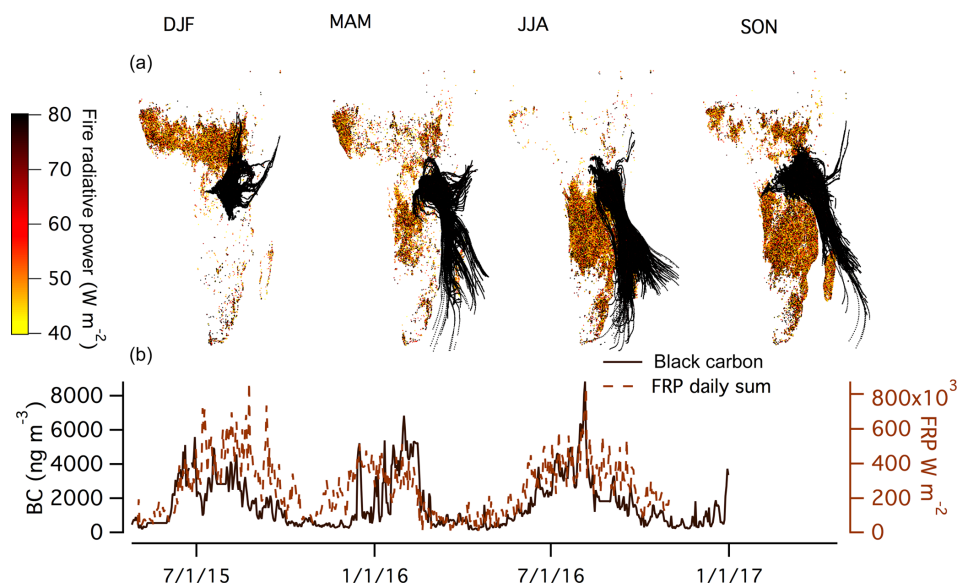 DJF MAM JJA SON
(a)
Fire radiative power (W m-2)
80
70
60
50
40
(b)
Black carbon
FRP daily sum
BC (ng m-3)
8000
6000
4000
2000
0
800x103
600
400
200
0
FRP W m-2
7/1/15 1/1/16 7/1/16 1/1/17